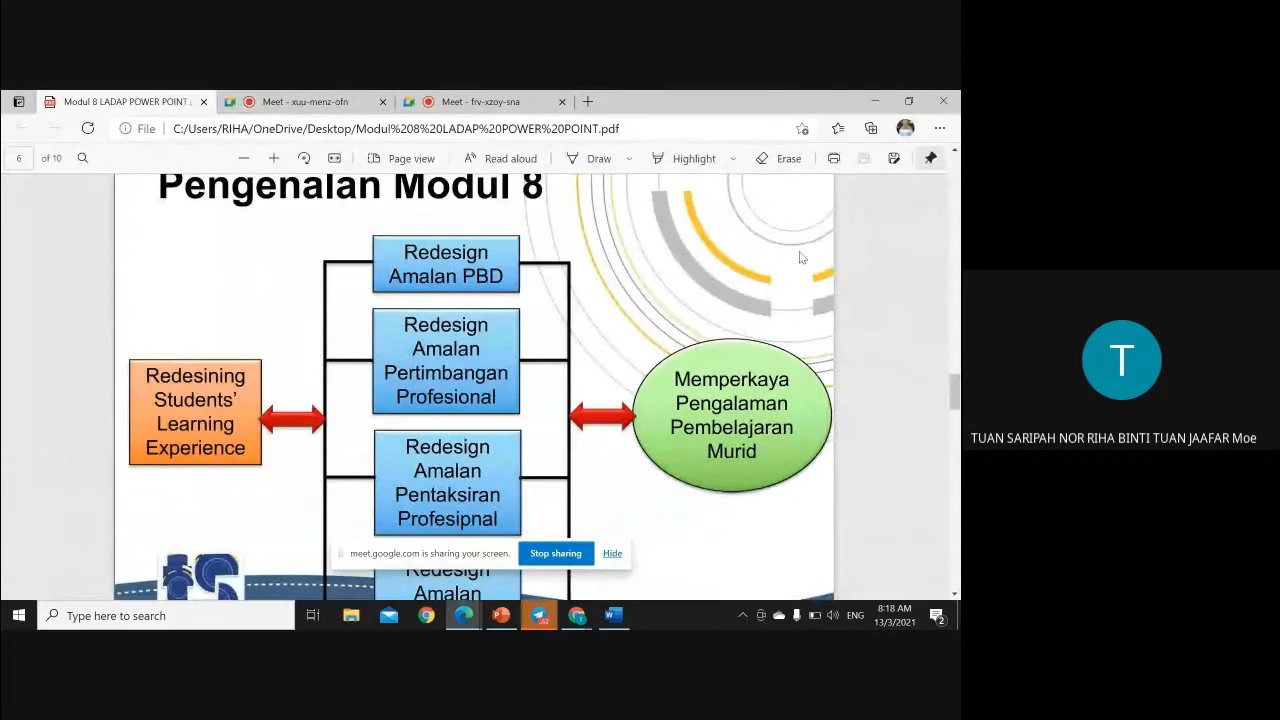 Modul 8 LADAP POWER POINT
Meet - xuu-menz-ofn
Meet - frv-xzoy-sna
File
C:/Users/RIHA/OneDrive/Desktop/Modul%208%20LADAP%20POWER%20POINT.pdf
6
of 10
Page view
Read aloud
Draw
Highlight
Erase
Pengenalan Modul 8
Redesign
Amalan PBD
Redesign
Amalan
Pertimbangan
Profesional
Redesining
Students’
Learning
Experience
Memperkaya
Pengalaman
Pembelajaran
Murid
Redesign
Amalan
Pentaksiran
Profesipnal
meet.google.com is sharing your screen.
Stop sharing
Hide
Redesign
Amalan
Type here to search
ENG
8:18 AM
13/3/2021
2
T
TUAN SARIPAH NOR RIHA BINTI TUAN JAAFAR Moe